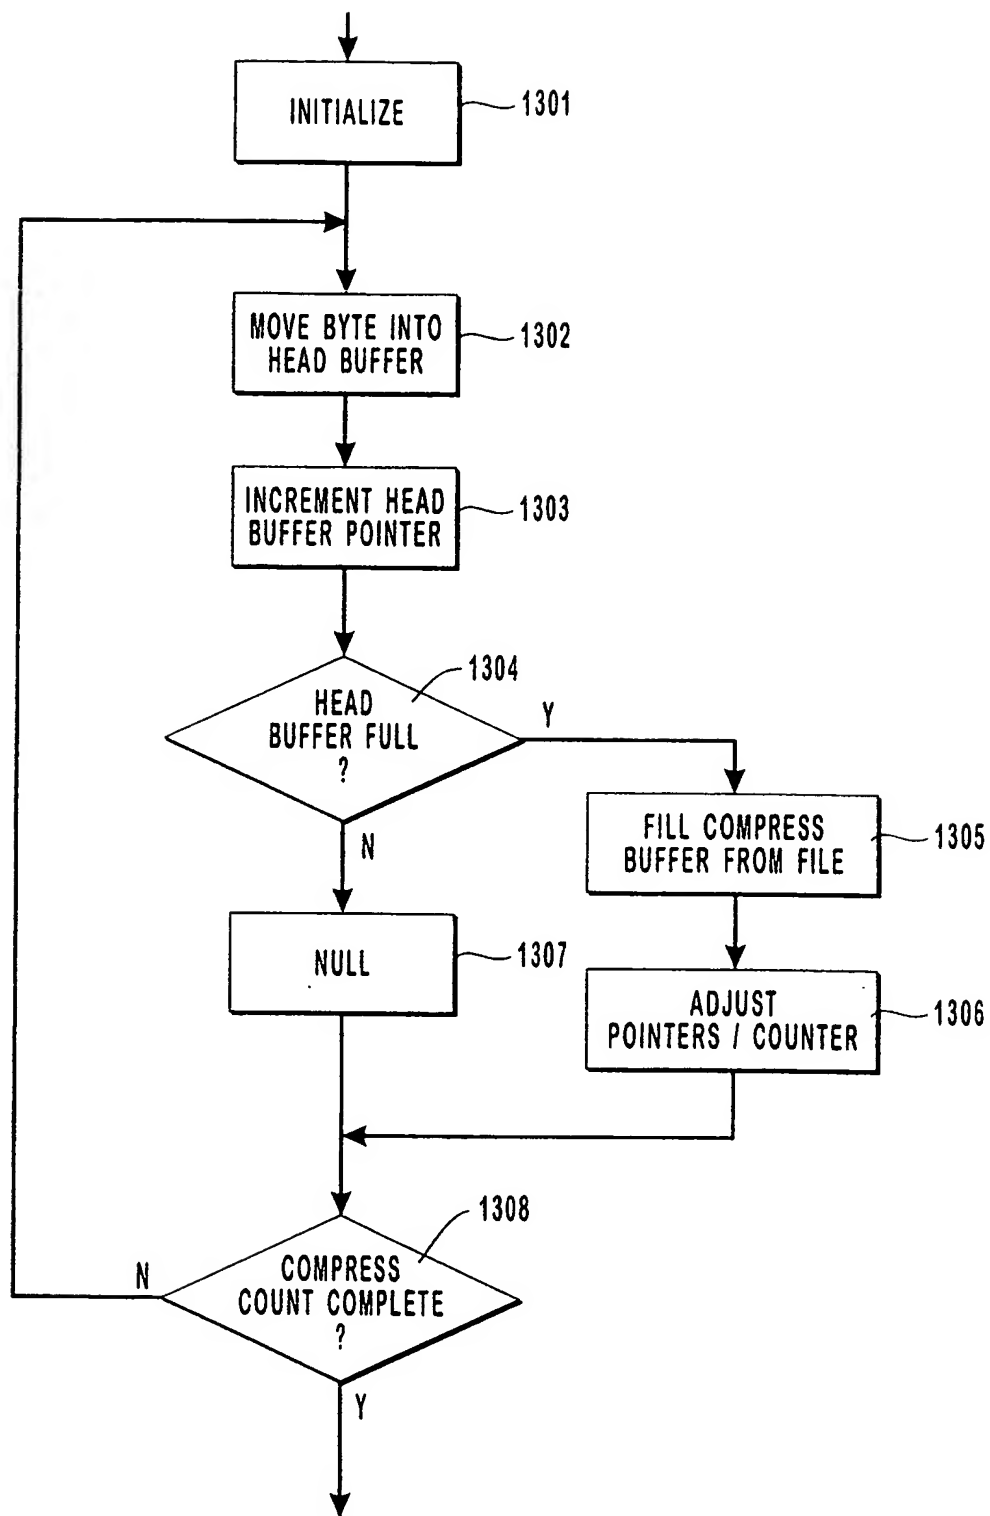 INITIALIZE
1301
MOVE BYTE INTO
HEAD BUFFER
1302
INCREMENT HEAD
BUFFER POINTER
1303
1304
HEAD
BUFFER FULL
?
Y
N
FILL COMPRESS
BUFFER FROM FILE
1305
NULL
1307
ADJUST
POINTERS / COUNTER
1306
1308
COMPRESS
COUNT COMPLETE
?
N
Y